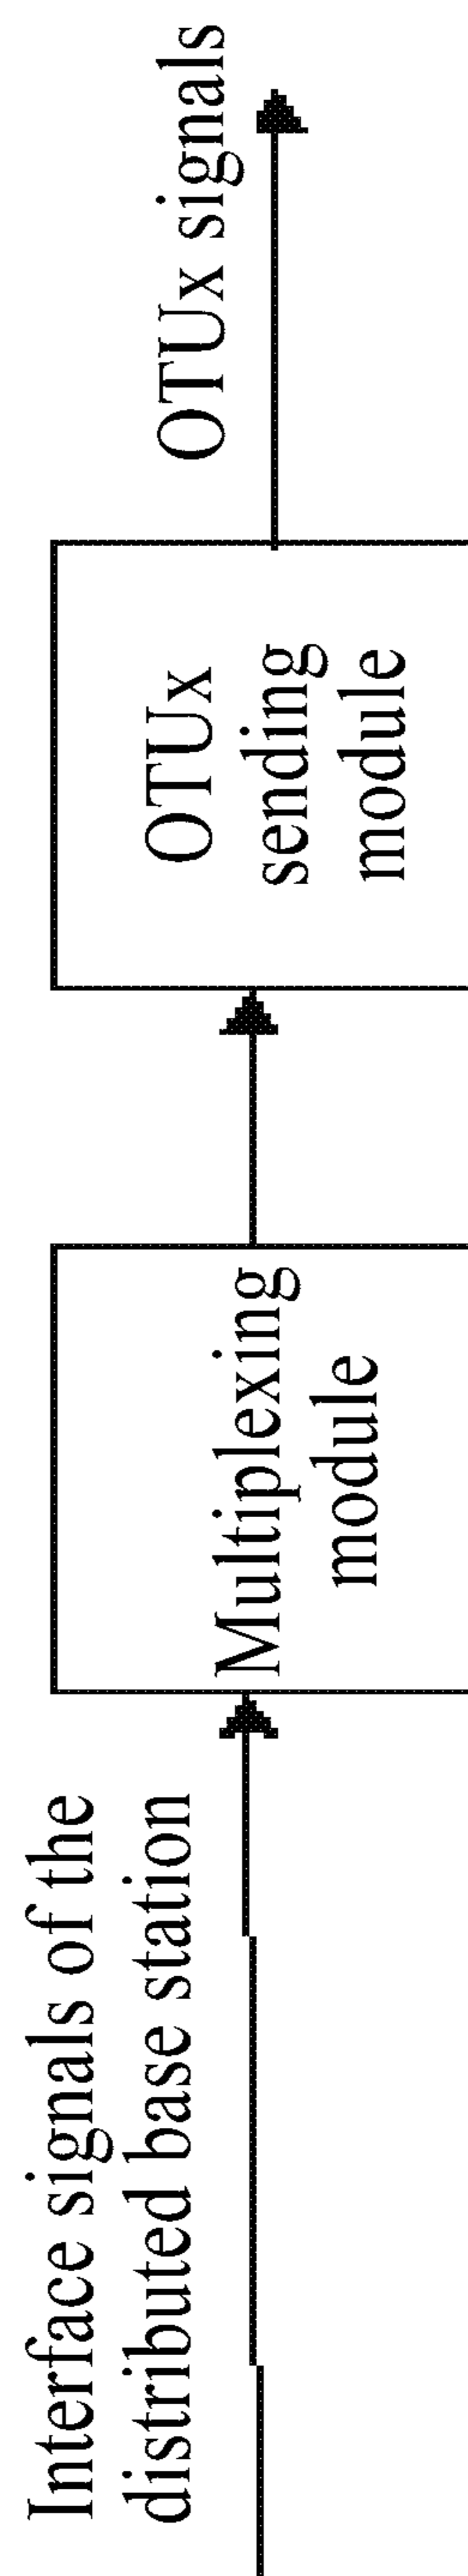 Interface signals of the
distributed base station
Multiplexing
module
OTUx
sending
module
OTUx signals